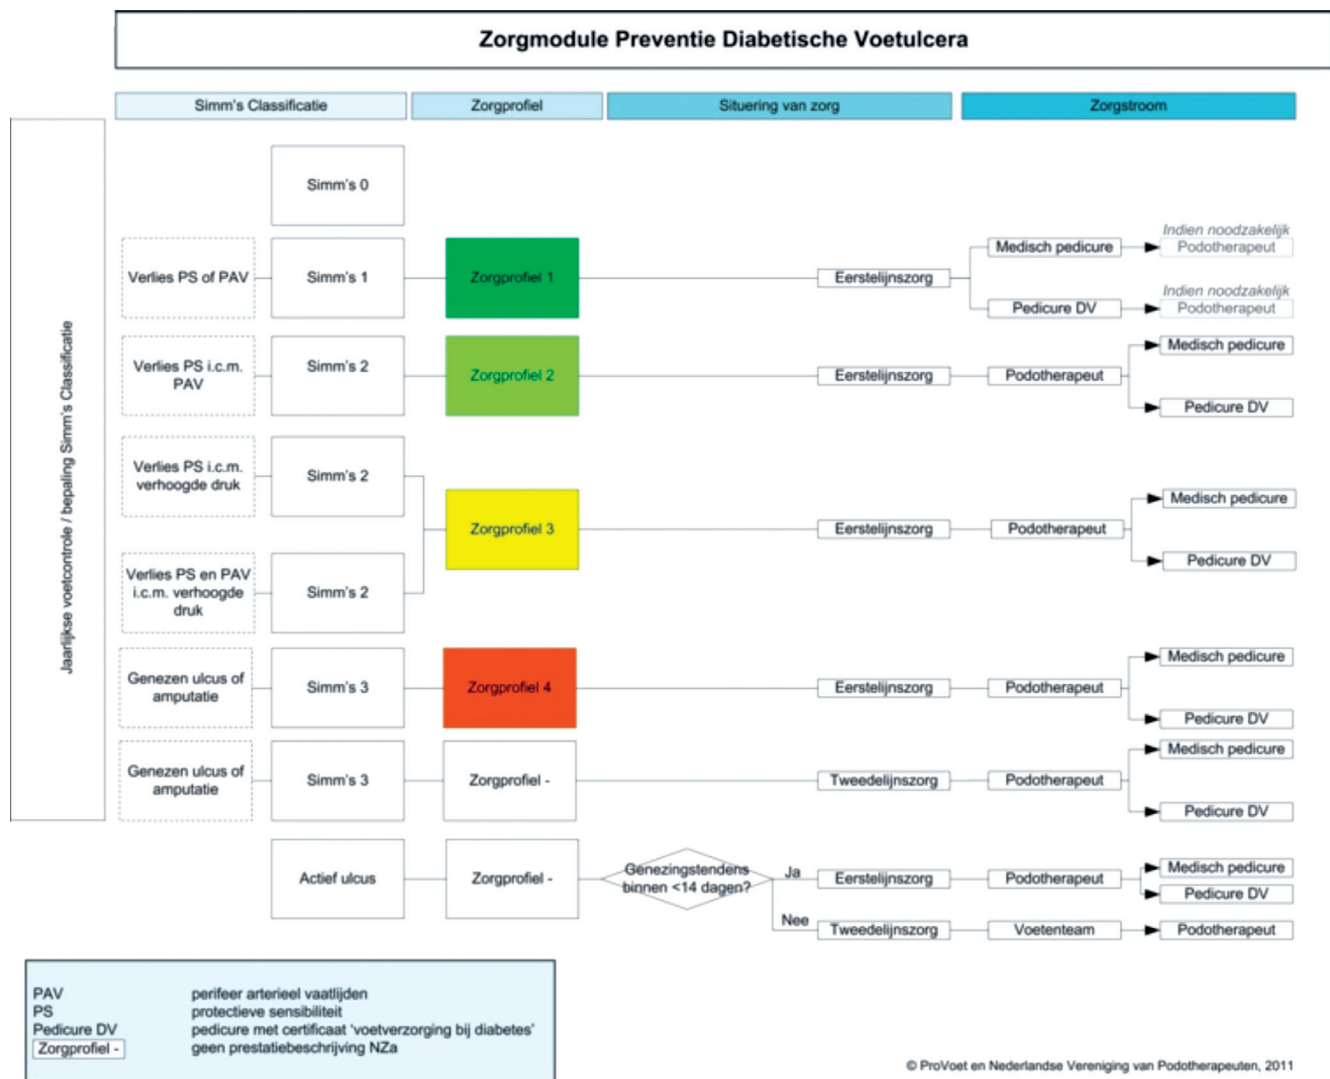 Zorgmodule Preventie Diabetische Voetulcera
Simm's Classificatie
Zorgprofiel
Situering van zorg
Zorgstroom
Jaarlijkse voetcontrole / bepaling Simm's Classificatie
Simm's 0
Verlies PS of PAV
Simm's 1
Zorgprofiel 1
Eerstelijnszorg
Medisch pedicure
Indien noodzakelijk
Podotherapeut
Pedicure DV
Indien noodzakelijk
Podotherapeut
Verlies PS i.c.m.
PAV
Simm's 2
Zorgprofiel 2
Eerstelijnszorg
Podotherapeut
Medisch pedicure
Pedicure DV
Verlies PS i.c.m.
verhoogde druk
Simm's 2
Verlies PS en PAV
i.c.m. verhoogde
druk
Simm's 2
Zorgprofiel 3
Eerstelijnszorg
Podotherapeut
Medisch pedicure
Pedicure DV
Genezen ulcus of
amputatie
Simm's 3
Zorgprofiel 4
Eerstelijnszorg
Podotherapeut
Medisch pedicure
Pedicure DV
Genezen ulcus of
amputatie
Simm's 3
Zorgprofiel -
Tweedelijnszorg
Podotherapeut
Medisch pedicure
Pedicure DV
Actief ulcus
Zorgprofiel -
Genezingstendens
binnen <14 dagen?
Ja
Eerstelijnszorg
Podotherapeut
Medisch pedicure
Pedicure DV
Nee
Tweedelijnszorg
Voetenteam
Podotherapeut
PAV perifeer arterieel vaatlijden
PS protectieve sensibiliteit
Pedicure DV pedicure met certificaat 'voetverzorging bij diabetes'
Zorgprofiel - geen prestatiebeschrijving NZa
© ProVoet en Nederlandse Vereniging van Podotherapeuten, 2011